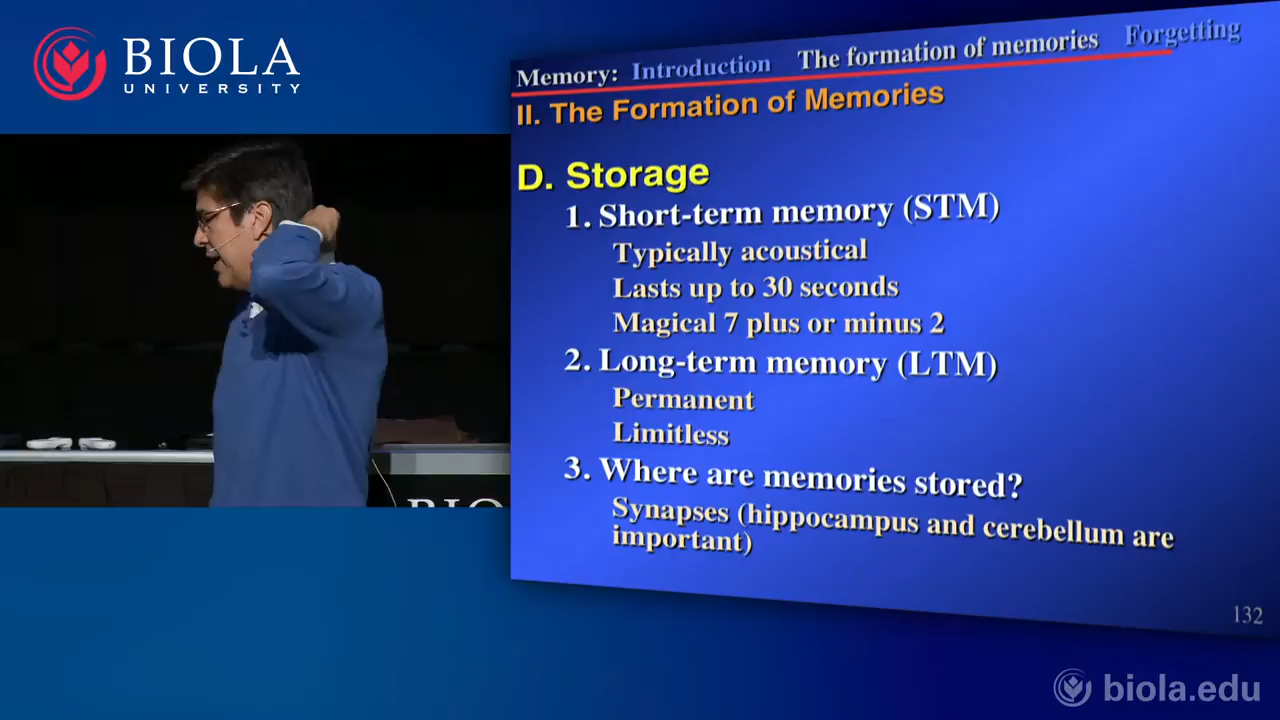 BIOLA
UNIVERSITY
Memory: Introduction The formation of memories Forgetting
II. The Formation of Memories
D. Storage
1. Short-term memory (STM)
Typically acoustical
Lasts up to 30 seconds
Magical 7 plus or minus 2
2. Long-term memory (LTM)
Permanent
Limitless
3. Where are memories stored?
Synapses (hippocampus and cerebellum are
important)
132
BIO
biola.edu